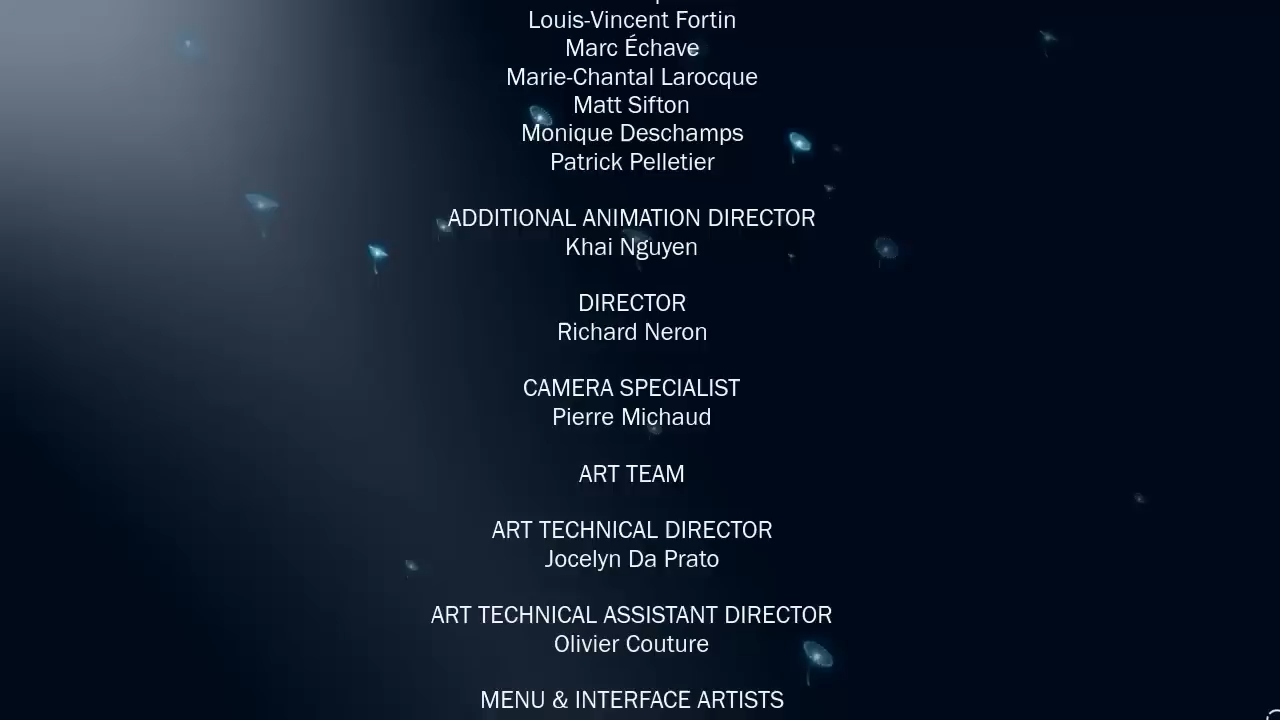 Louis-Vincent Fortin
Marc Échave
Marie-Chantal Larocque
Matt Sifton
Monique Deschamps
Patrick Pelletier
ADDITIONAL ANIMATION DIRECTOR
Khai Nguyen
DIRECTOR
Richard Neron
CAMERA SPECIALIST
Pierre Michaud
ART TEAM
ART TECHNICAL DIRECTOR
Jocelyn Da Prato
ART TECHNICAL ASSISTANT DIRECTOR
Olivier Couture
MENU & INTERFACE ARTISTS